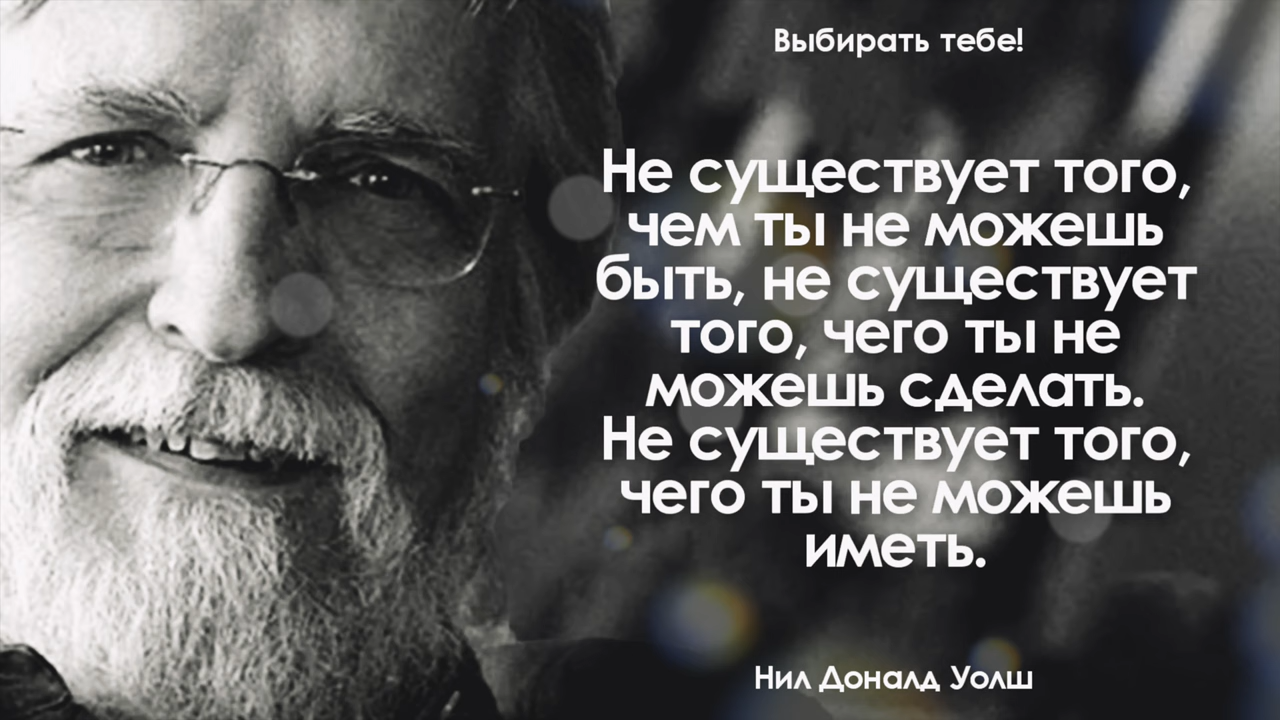 Выбирать тебе!
Не существует того,
чем ты не можешь
быть, не существует
того, чего ты не
можешь сделать.
Не существует того,
чего ты не можешь
иметь.
Нил Доналд Уолш